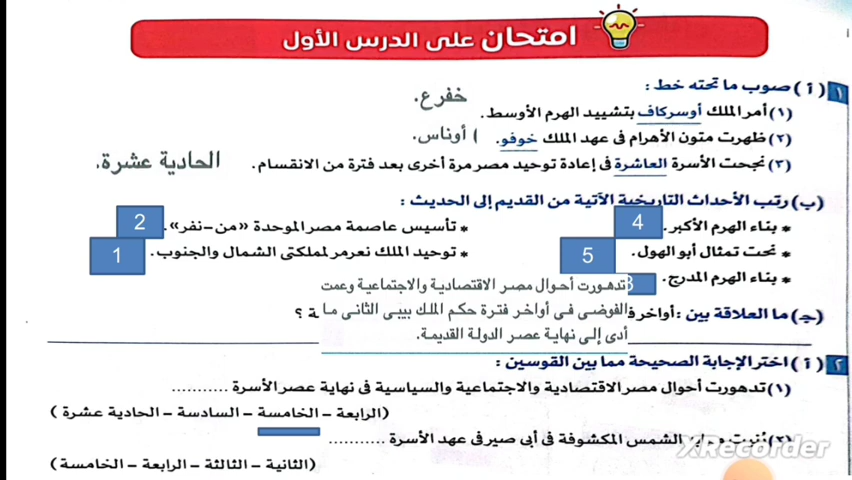 امتحان على الدرس الأول
١ (أ) صوب ما تحته خط :
خفرع.
(١) أمر الملك أوسركاف بتشييد الهرم الأوسط.
(٢) ظهرت متون الأهرام فى عهد الملك خوفو. ) أوناس.
(٣) نجحت الأسرة العاشرة فى إعادة توحيد مصر مرة أخرى بعد فترة من الانقسام. الحادية عشرة.
(ب) رتب الأحداث التاريخية الآتية من القديم إلى الحديث :
* بناء الهرم الأكبر. 4 * تأسيس عاصمة مصر الموحدة «من-نفر». 2
* نحت تمثال أبو الهول. 5 * توحيد الملك نعرمر لمملكتى الشمال والجنوب. 1
* بناء الهرم المدرج. 3
تدهورت أحوال مصر الاقتصادية والاجتماعية وعمت
(جـ) ما العلاقة بين : أواخر الفوضى فى أواخر فترة حكم الملك بيبى الثانى ما ة ؟
أدى إلى نهاية عصر الدولة القديمة.
٢ (أ) اختر الإجابة الصحيحة مما بين القوسين :
(١) تدهورت أحوال مصر الاقتصادية والاجتماعية والسياسية فى نهاية عصر الأسرة ...........
(الرابعة – الخامسة – السادسة – الحادية عشرة )
(٢) الشمس المكشوفة فى أبى صير فى عهد الأسرة ...........
(الثانية – الثالثة – الرابعة – الخامسة)
XRecorder